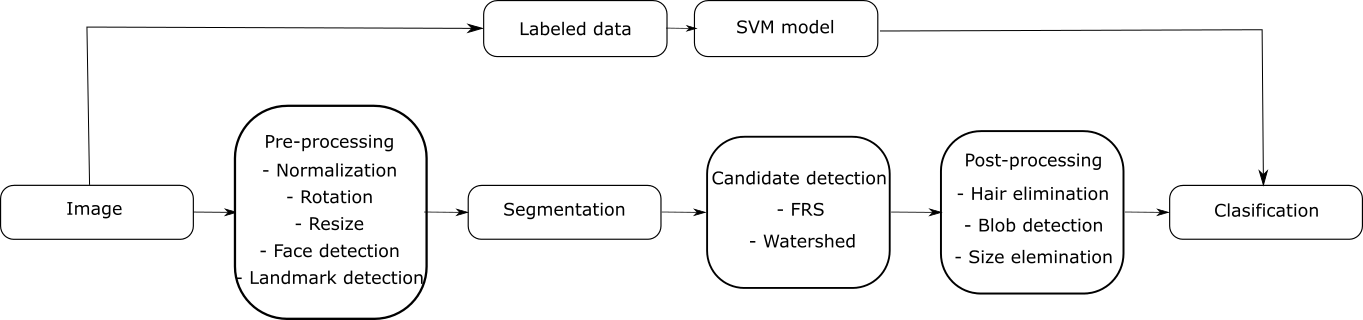 Labeled data
SVM model
Image
Pre-processing
- Normalization
- Rotation
- Resize
- Face detection
- Landmark detection
Segmentation
Candidate detection
- FRS
- Watershed
Post-processing
- Hair elimination
- Blob detection
- Size elemination
Clasification